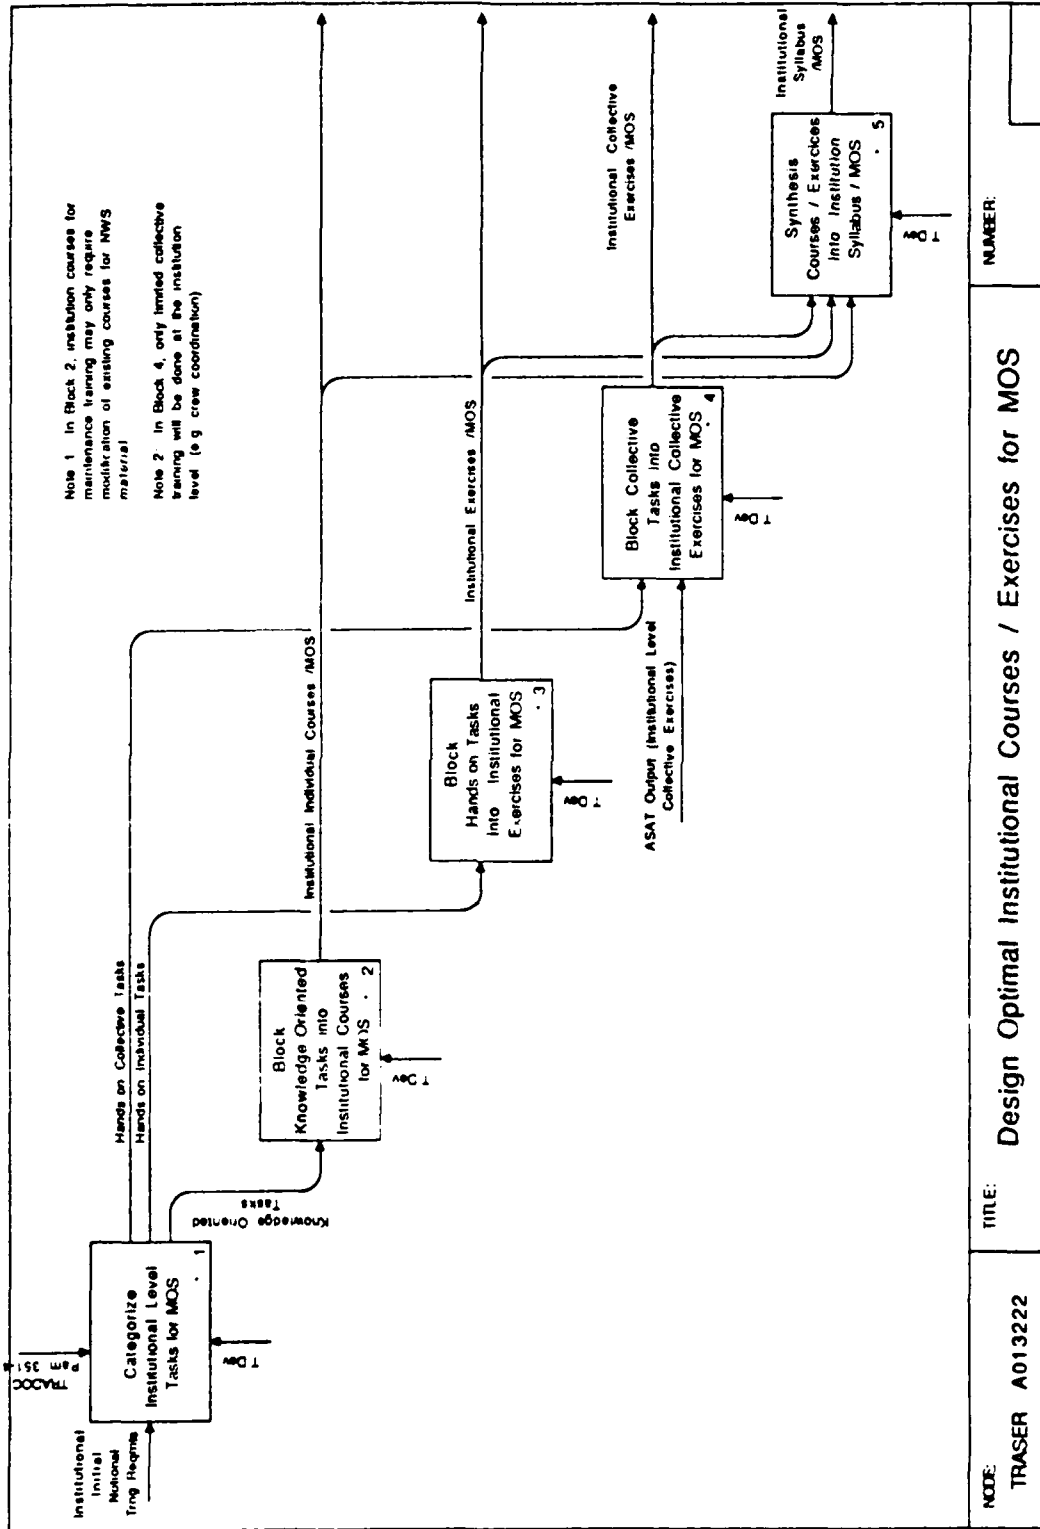 TRADOC
Pam 351-4
Institutional
Initial
Notional
Trng Reqmts
Categorize
Institutional Level
Tasks for MOS
. 1
T Dev
Hands on Collective Tasks
Hands on Individual Tasks
Knowledge Oriented
Tasks
Block
Knowledge Oriented
Tasks into
Institutional Courses
for MOS . 2
T Dev
Institutional Individual Courses /MOS
Block
Hands on Tasks
Into Institutional
Exercises for MOS
. 3
T Dev
Institutional Exercises /MOS
ASAT Output (Institutional Level
Collective Exercises)
Block Collective
Tasks into
Institutional Collective
Exercises for MOS
. 4
T Dev
Institutional Collective
Exercises /MOS
Synthesis
Courses / Exercices
Into Institution
Syllabus / MOS
. 5
T Dev
Institutional
Syllabus
/MOS
Note 1 In Block 2, institution courses for
maintenance training may only require
modification of existing courses for NWS
material
Note 2 In Block 4, only limited collective
training will be done at the institution
level (e g crew coordination)
NODE:
TRASER A013222
TITLE:
Design Optimal Institutional Courses / Exercises for MOS
NUMBER: